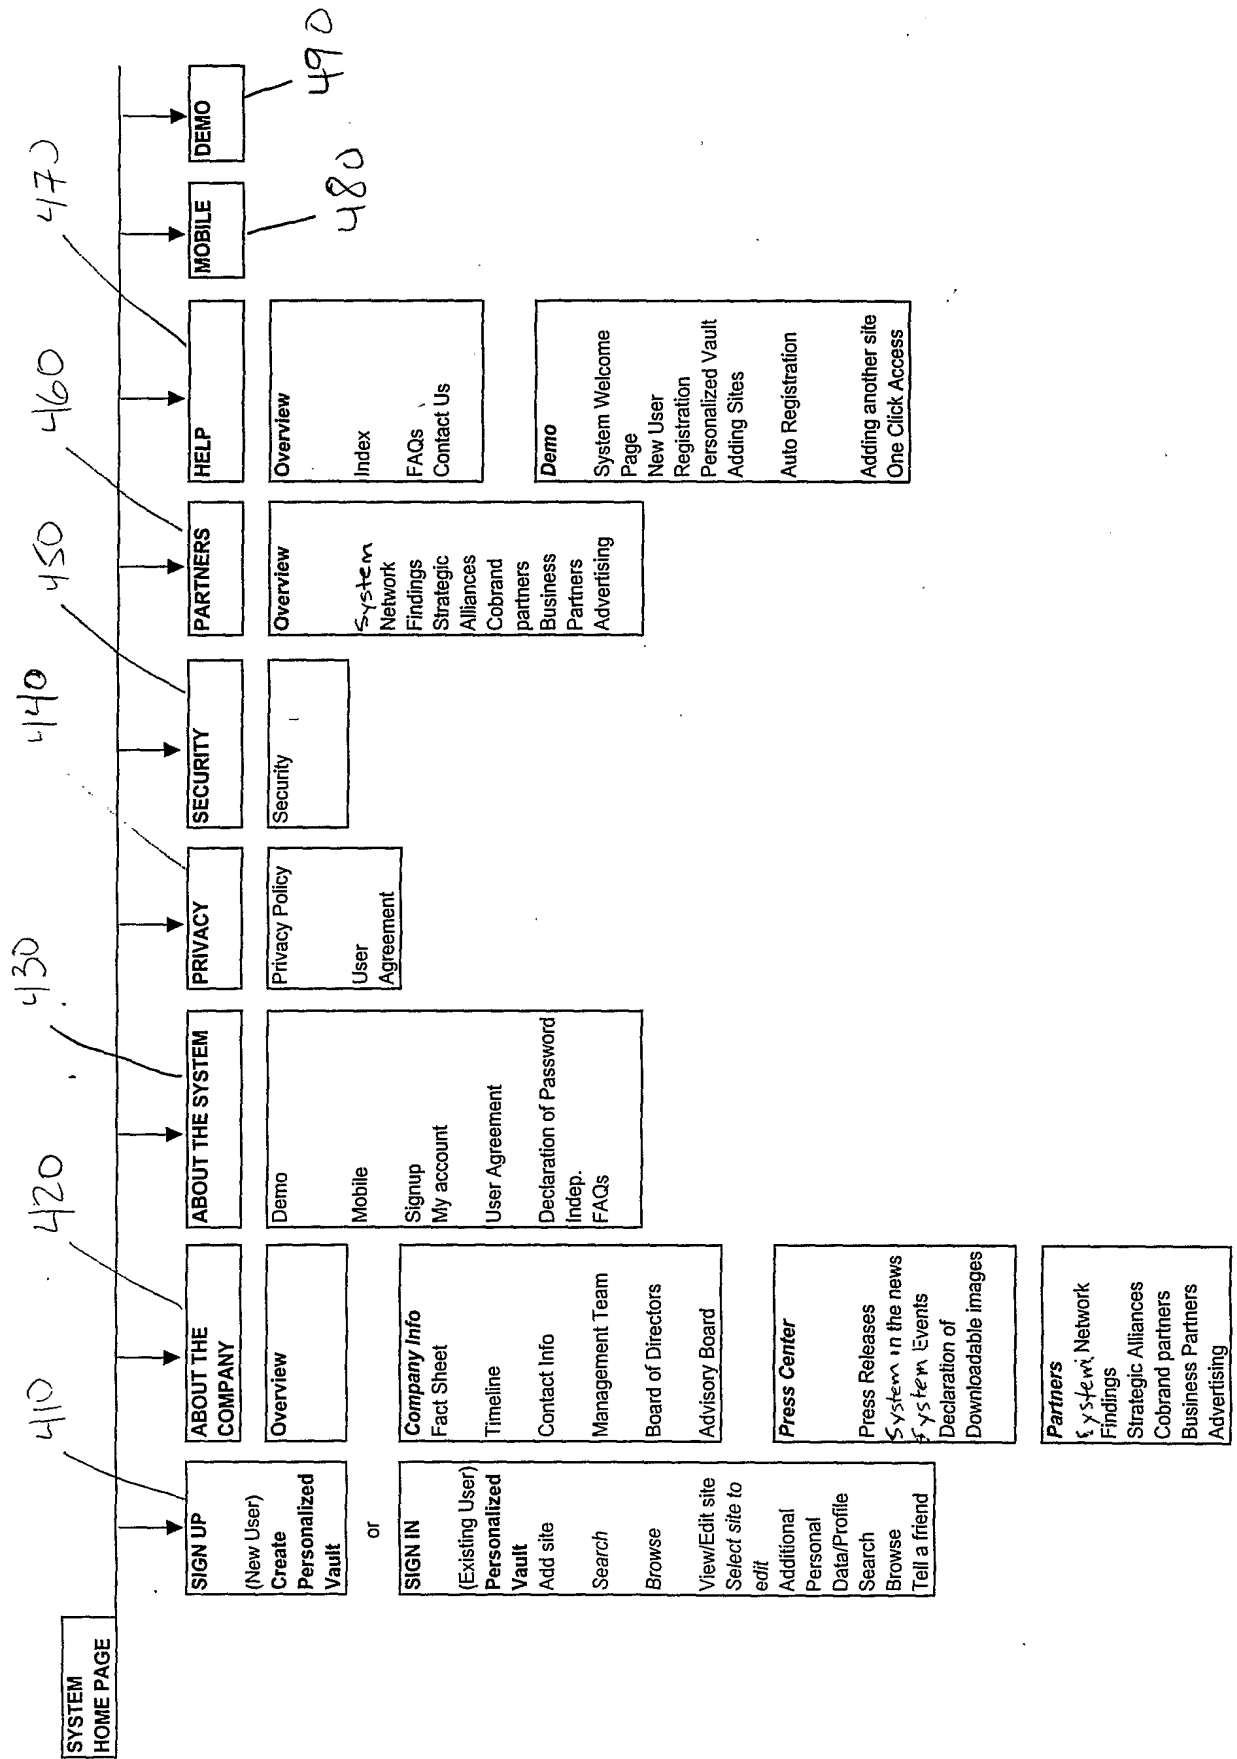 SYSTEM
HOME PAGE
410
SIGN UP
(New User)
Create
Personalized
Vault
or
SIGN IN
(Existing User)
Personalized
Vault
Add site
Search
Browse
View/Edit site
Select site to
edit
Additional
Personal
Data/Profile
Search
Browse
Tell a friend
420
ABOUT THE
COMPANY
Overview
Company Info
Fact Sheet
Timeline
Contact Info
Management Team
Board of Directors
Advisory Board
Press Center
Press Releases
System in the news
System Events
Declaration of
Downloadable images
Partners
System Network
Findings
Strategic Alliances
Cobrand partners
Business Partners
Advertising
430
ABOUT THE SYSTEM
Demo
Mobile
Signup
My account
User Agreement
Declaration of Password
Indep.
FAQs
440
PRIVACY
Privacy Policy
User
Agreement
450
SECURITY
Security
460
PARTNERS
Overview
System
Network
Findings
Strategic
Alliances
Cobrand
partners
Business
Partners
Advertising
470
HELP
Overview
Index
FAQs
Contact Us
Demo
System Welcome
Page
New User
Registration
Personalized Vault
Adding Sites
Auto Registration
Adding another site
One Click Access
MOBILE
480
DEMO
490